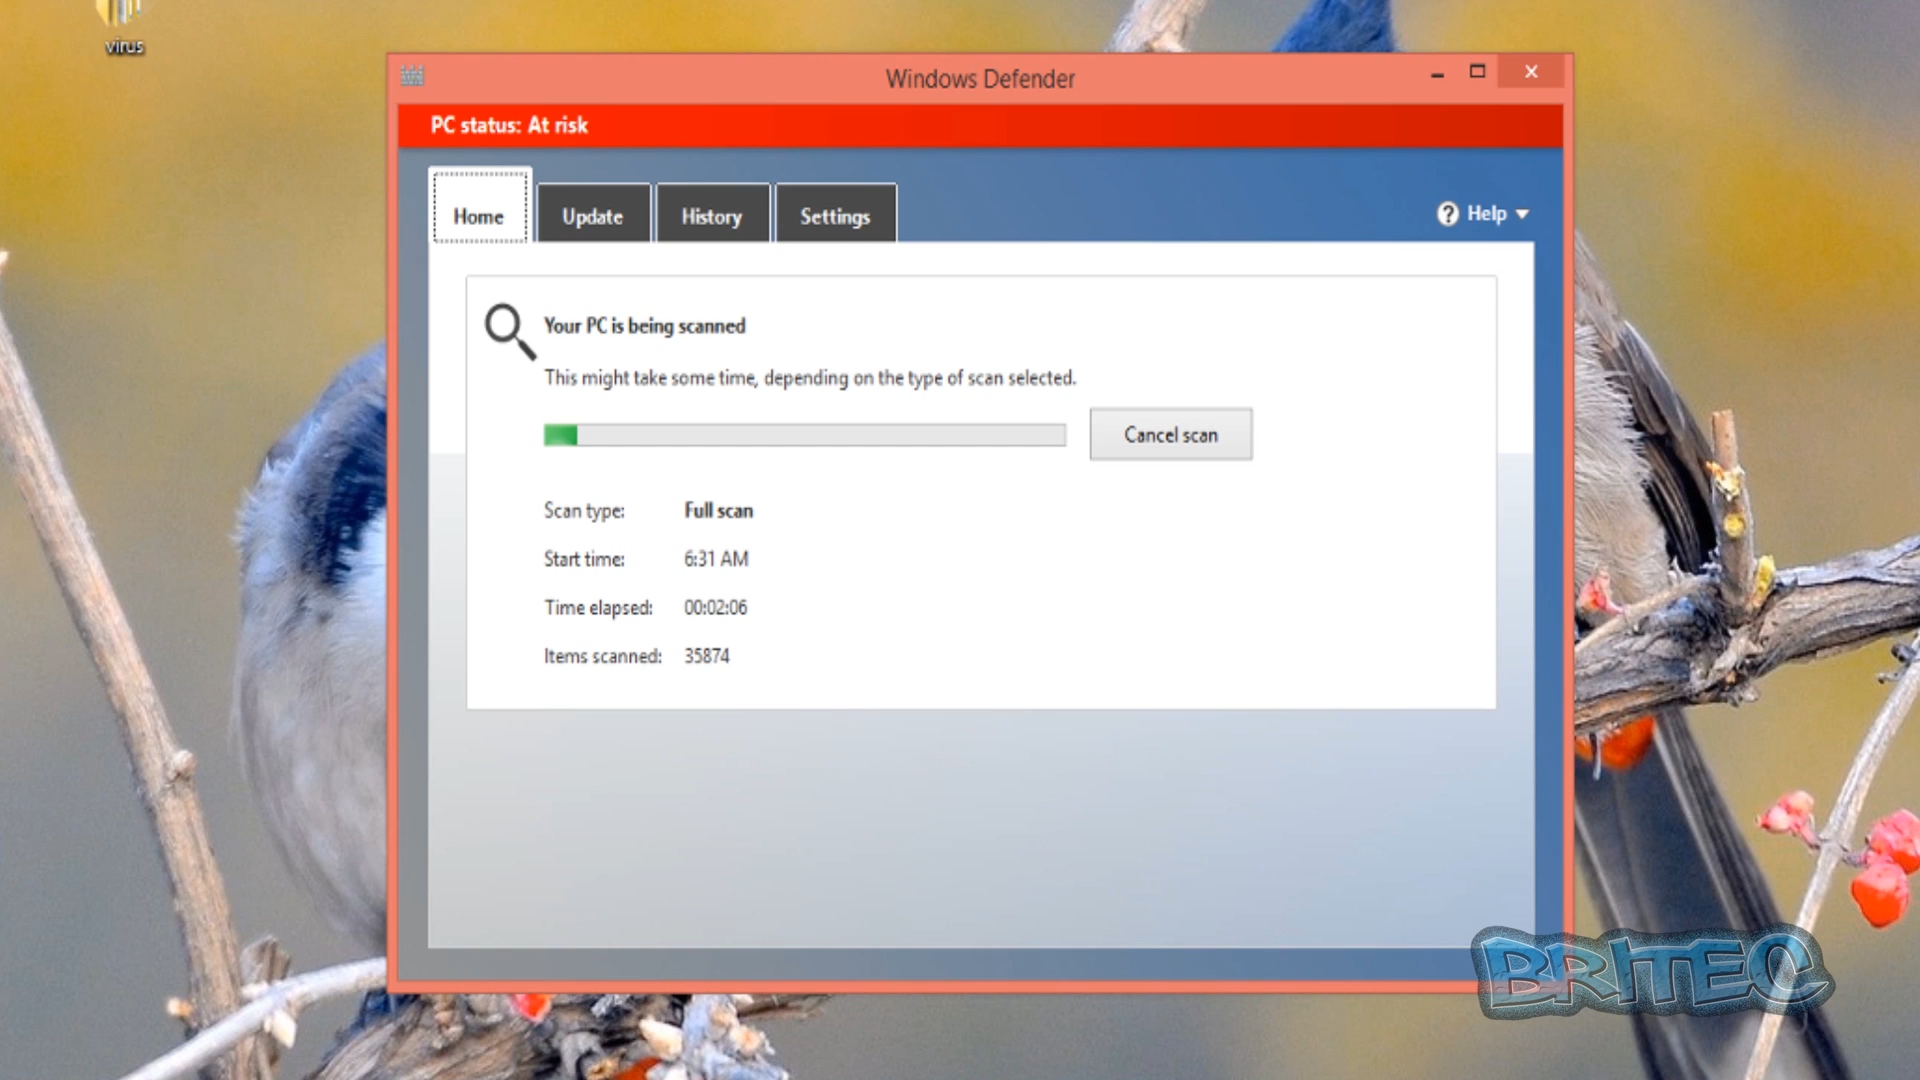 virus
Windows Defender
PC status: At risk
Home
Update
History
Settings
? Help
Your PC is being scanned
This might take some time, depending on the type of scan selected.
Cancel scan
Scan type: Full scan
Start time: 6:31 AM
Time elapsed: 00:02:06
Items scanned: 35874
BRITEC